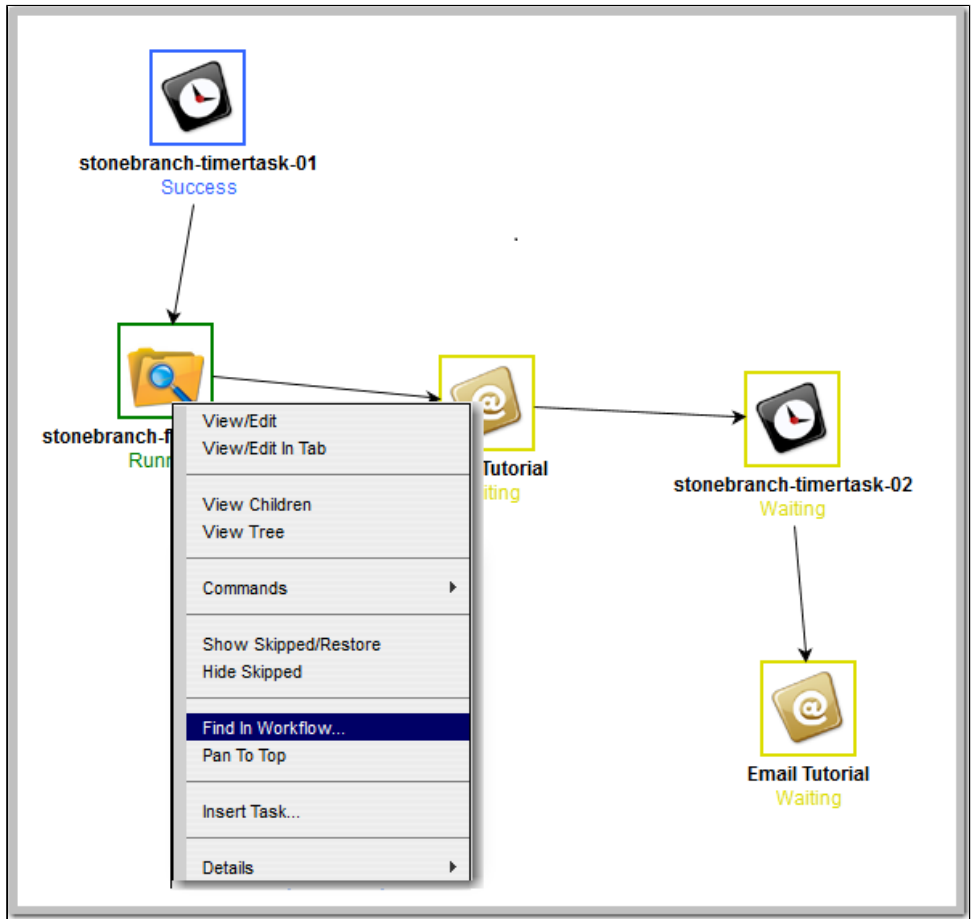 stonebranch-timertask-01
Success
stonebranch-f
Runn
Tutorial
iting
stonebranch-timertask-02
Waiting
View/Edit
View/Edit In Tab
View Children
View Tree
Commands
Show Skipped/Restore
Hide Skipped
Find In Workflow...
Pan To Top
Insert Task...
Details
Email Tutorial
Waiting